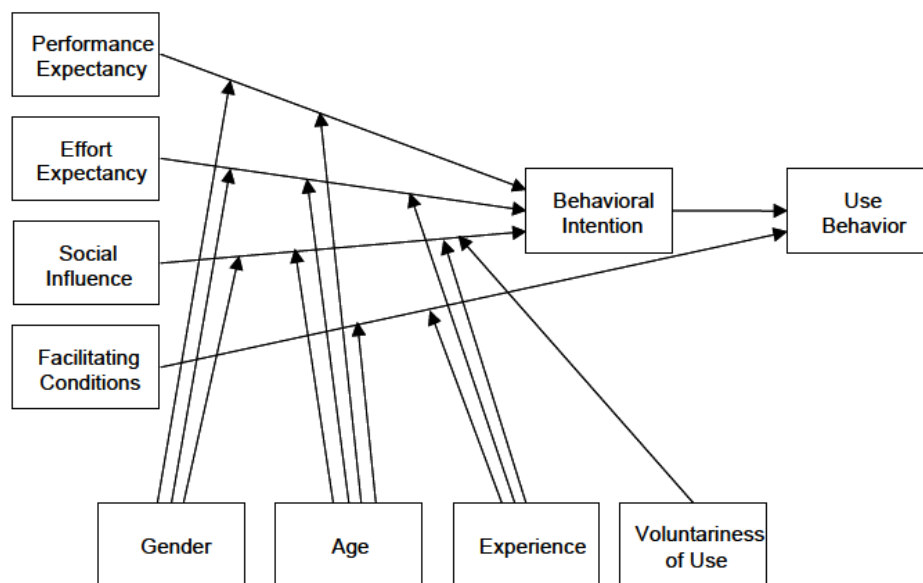 Performance
Expectancy
Effort
Expectancy
Social
Influence
Facilitating
Conditions
Behavioral
Intention
Use
Behavior
Gender
Age
Experience
Voluntariness
of Use